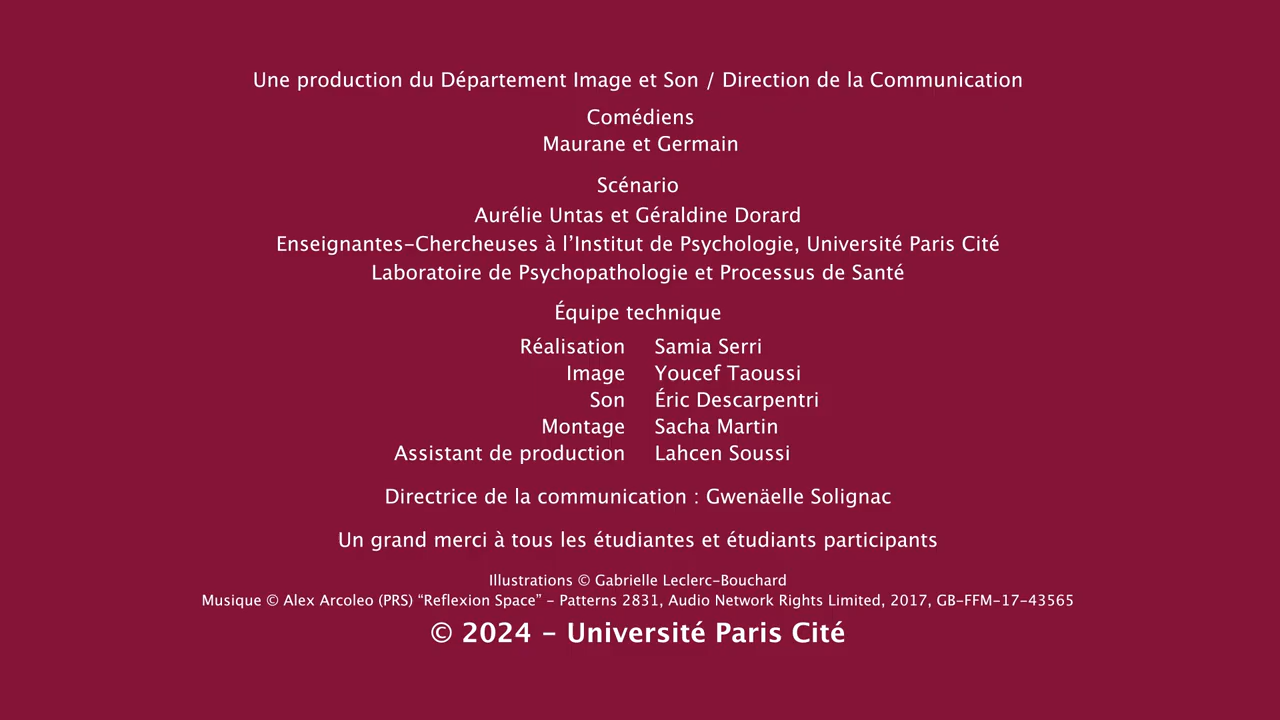 Une production du Département Image et Son / Direction de la Communication
Comédiens
Maurane et Germain
Scénario
Aurélie Untas et Géraldine Dorard
Enseignantes-Chercheuses à l’Institut de Psychologie, Université Paris Cité
Laboratoire de Psychopathologie et Processus de Santé
Équipe technique
Réalisation Samia Serri
Image Youcef Taoussi
Son Éric Descarpentri
Montage Sacha Martin
Assistant de production Lahcen Soussi
Directrice de la communication : Gwenäelle Solignac
Un grand merci à tous les étudiantes et étudiants participants
Illustrations © Gabrielle Leclerc-Bouchard
Musique © Alex Arcoleo (PRS) “Reflexion Space” - Patterns 2831, Audio Network Rights Limited, 2017, GB-FFM-17-43565
© 2024 - Université Paris Cité